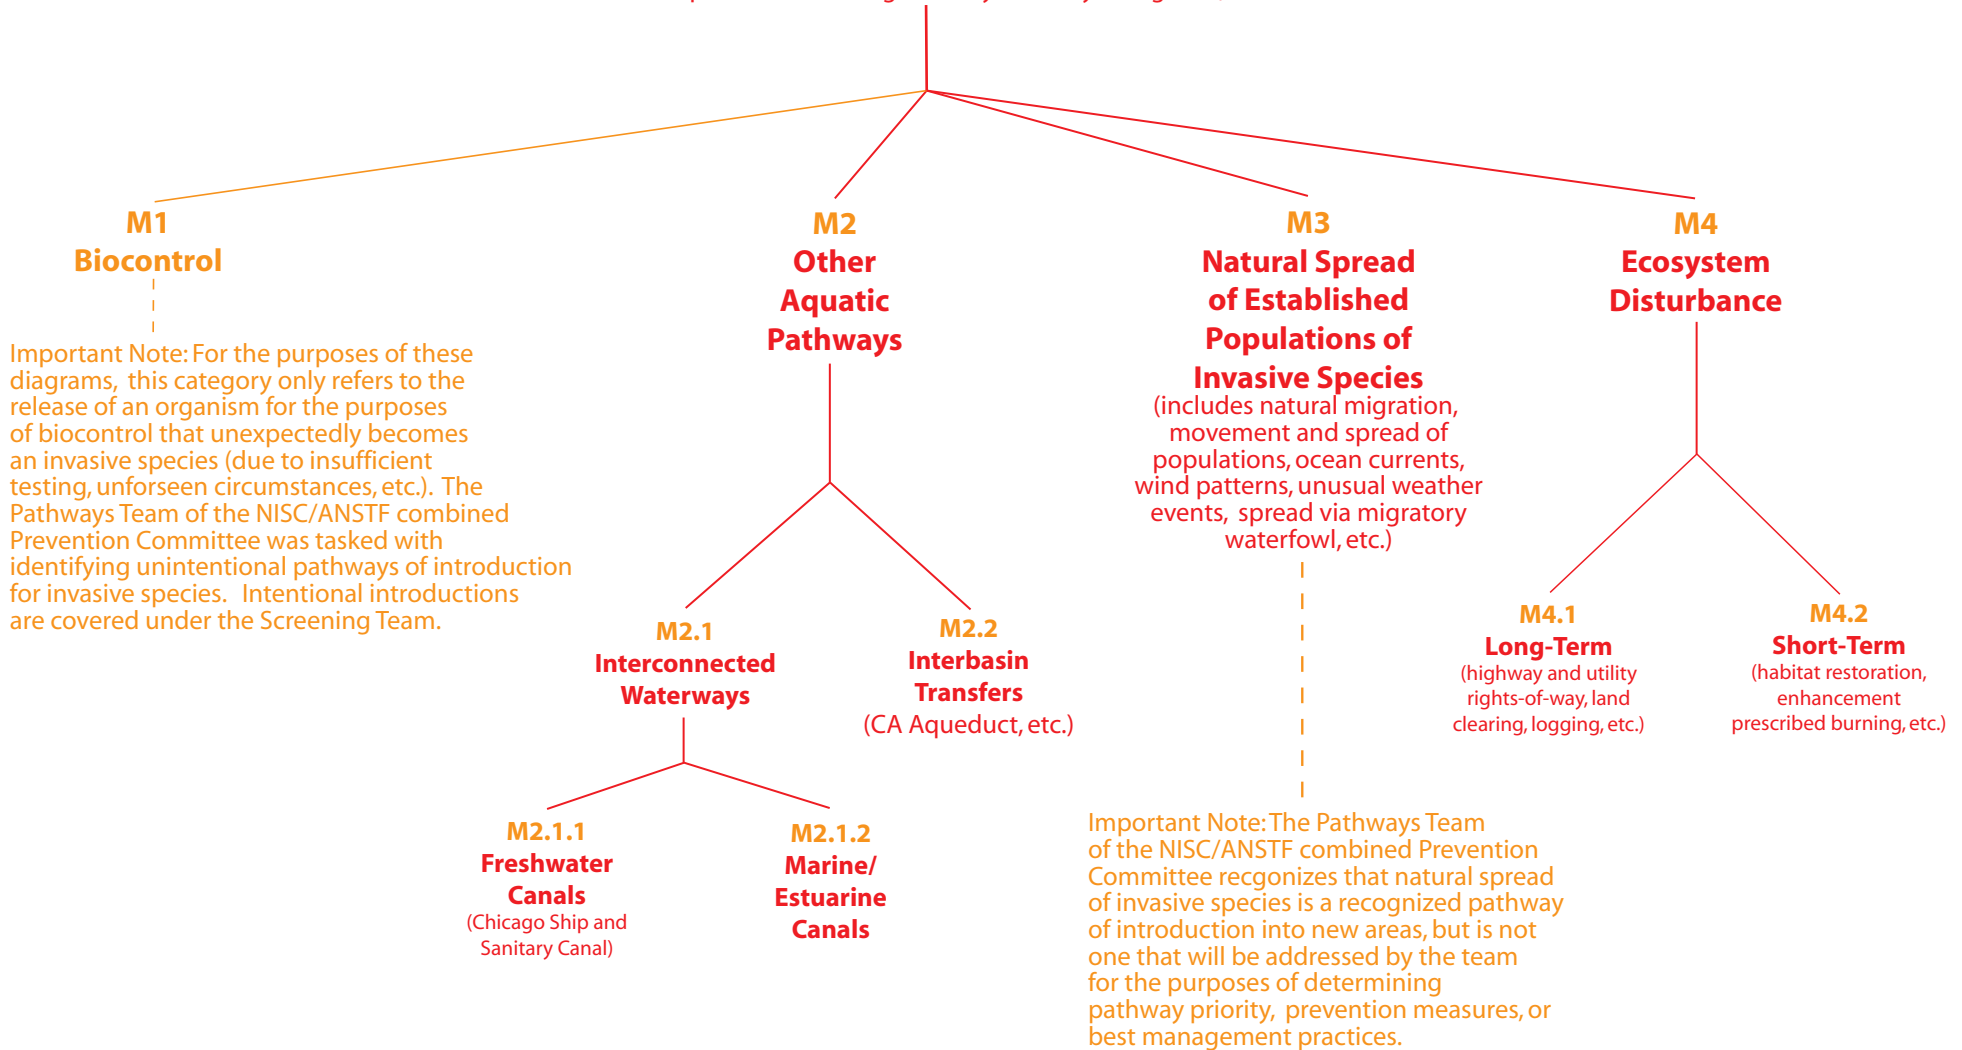 M1
Biocontrol
Important Note: For the purposes of these
diagrams, this category only refers to the
release of an organism for the purposes
of biocontrol that unexpectedly becomes
an invasive species (due to insufficient
testing, unforseen circumstances, etc.). The
Pathways Team of the NISC/ANSTF combined
Prevention Committee was tasked with
identifying unintentional pathways of introduction
for invasive species. Intentional introductions
are covered under the Screening Team.
M2
Other
Aquatic
Pathways
M2.1
Interconnected
Waterways
M2.2
Interbasin
Transfers
(CA Aqueduct, etc.)
M2.1.1
Freshwater
Canals
(Chicago Ship and
Sanitary Canal)
M2.1.2
Marine/
Estuarine
Canals
M3
Natural Spread
of Established
Populations of
Invasive Species
(includes natural migration,
movement and spread of
populations, ocean currents,
wind patterns, unusual weather
events, spread via migratory
waterfowl, etc.)
Important Note: The Pathways Team
of the NISC/ANSTF combined Prevention
Committee recgonizes that natural spread
of invasive species is a recognized pathway
of introduction into new areas, but is not
one that will be addressed by the team
for the purposes of determining
pathway priority, prevention measures, or
best management practices.
M4
Ecosystem
Disturbance
M4.1
Long-Term
(highway and utility
rights-of-way, land
clearing, logging, etc.)
M4.2
Short-Term
(habitat restoration,
enhancement
prescribed burning, etc.)